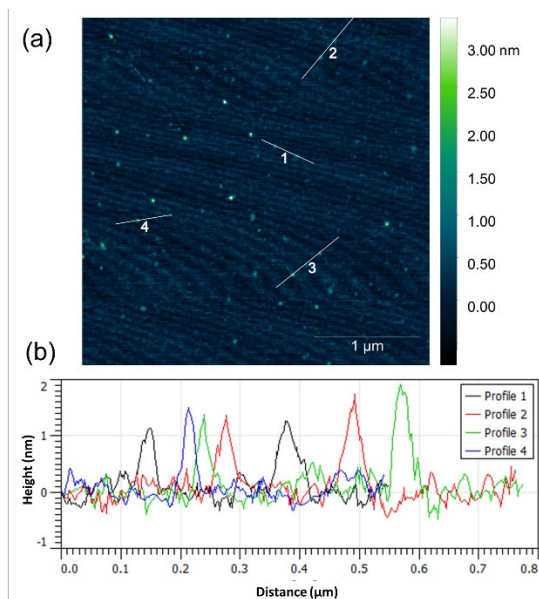 (a)
2
1
4
3
1 µm
3.00 nm
2.50
2.00
1.50
1.00
0.50
0.00
(b)
2
1
0
-1
Height (nm)
Profile 1
Profile 2
Profile 3
Profile 4
0.0 0.1 0.2 0.3 0.4 0.5 0.6 0.7 0.8
Distance (µm)